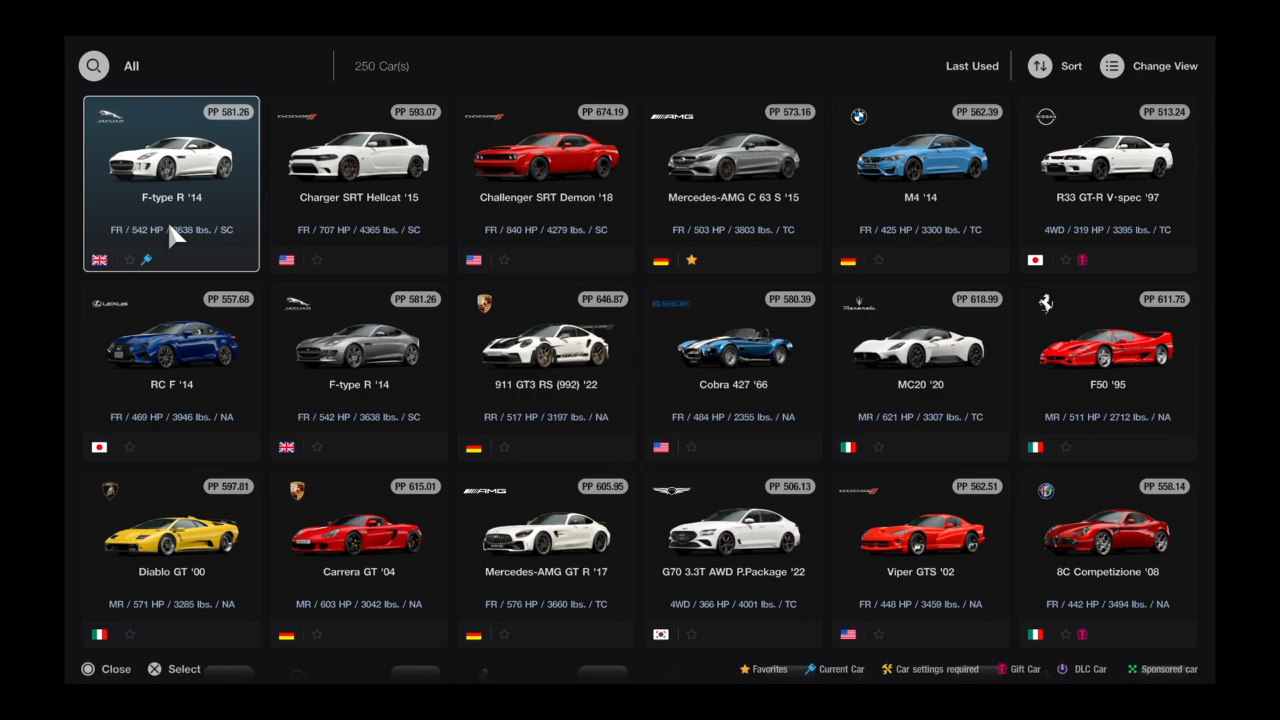 All
250 Car(s)
Last Used
Sort
Change View
JAGUAR
PP 581.26
F-type R '14
FR / 542 HP / 3638 lbs. / SC
DODGE
PP 593.07
Charger SRT Hellcat '15
FR / 707 HP / 4365 lbs. / SC
DODGE
PP 674.19
Challenger SRT Demon '18
FR / 840 HP / 4279 lbs. / SC
AMG
PP 573.16
Mercedes-AMG C 63 S '15
FR / 503 HP / 3803 lbs. / TC
PP 562.39
M4 '14
FR / 425 HP / 3300 lbs. / TC
NISSAN
PP 513.24
R33 GT-R V·spec '97
4WD / 319 HP / 3395 lbs. / TC
LEXUS
PP 557.68
RC F '14
FR / 469 HP / 3946 lbs. / NA
JAGUAR
PP 581.26
F-type R '14
FR / 542 HP / 3638 lbs. / SC
PP 646.87
911 GT3 RS (992) '22
RR / 517 HP / 3197 lbs. / NA
SHELBY
PP 580.39
Cobra 427 '66
FR / 484 HP / 2355 lbs. / NA
Maserati
PP 618.99
MC20 '20
MR / 621 HP / 3307 lbs. / TC
PP 611.75
F50 '95
MR / 511 HP / 2712 lbs. / NA
PP 597.81
Diablo GT '00
MR / 571 HP / 3285 lbs. / NA
PP 615.01
Carrera GT '04
MR / 603 HP / 3042 lbs. / NA
AMG
PP 605.95
Mercedes-AMG GT R '17
FR / 576 HP / 3660 lbs. / TC
PP 506.13
G70 3.3T AWD P.Package '22
4WD / 366 HP / 4001 lbs. / TC
DODGE
PP 562.51
Viper GTS '02
FR / 448 HP / 3459 lbs. / NA
PP 558.14
8C Competizione '08
FR / 442 HP / 3494 lbs. / NA
Close
Select
Favorites
Current Car
Car settings required
Gift Car
DLC Car
Sponsored car